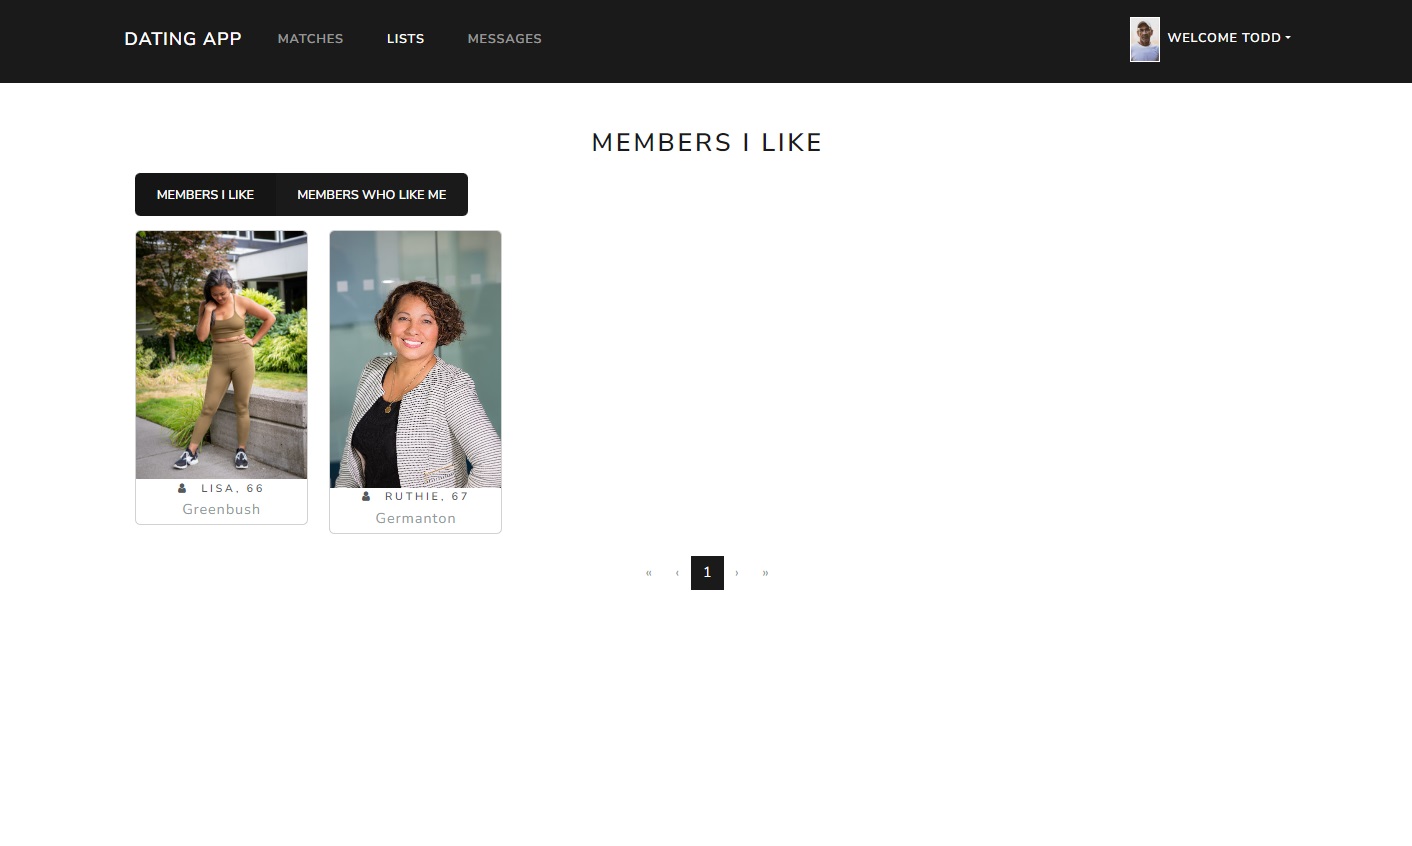 DATING APP MATCHES LISTS MESSAGES WELCOME TODD
MEMBERS I LIKE
MEMBERS I LIKE MEMBERS WHO LIKE ME
LISA, 66
Greenbush
RUTHIE, 67
Germanton
« ‹ 1 › »